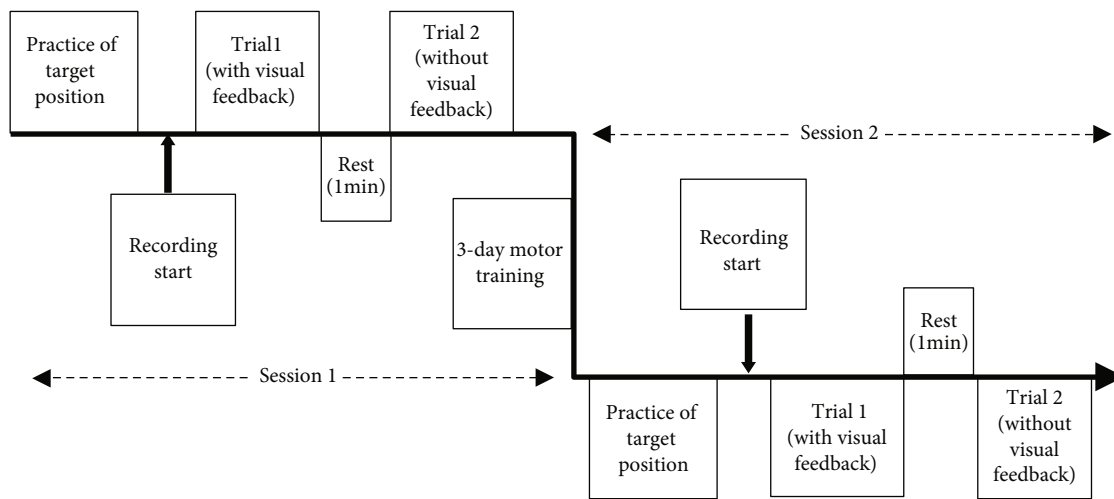 Practice of
target
position
Trial1
(with visual
feedback)
Trial 2
(without
visual
feedback)
Rest
(1min)
Recording
start
3-day motor
training
Session 1
Session 2
Recording
start
Rest
(1min)
Practice of
target
position
Trial 1
(with visual
feedback)
Trial 2
(without
visual
feedback)